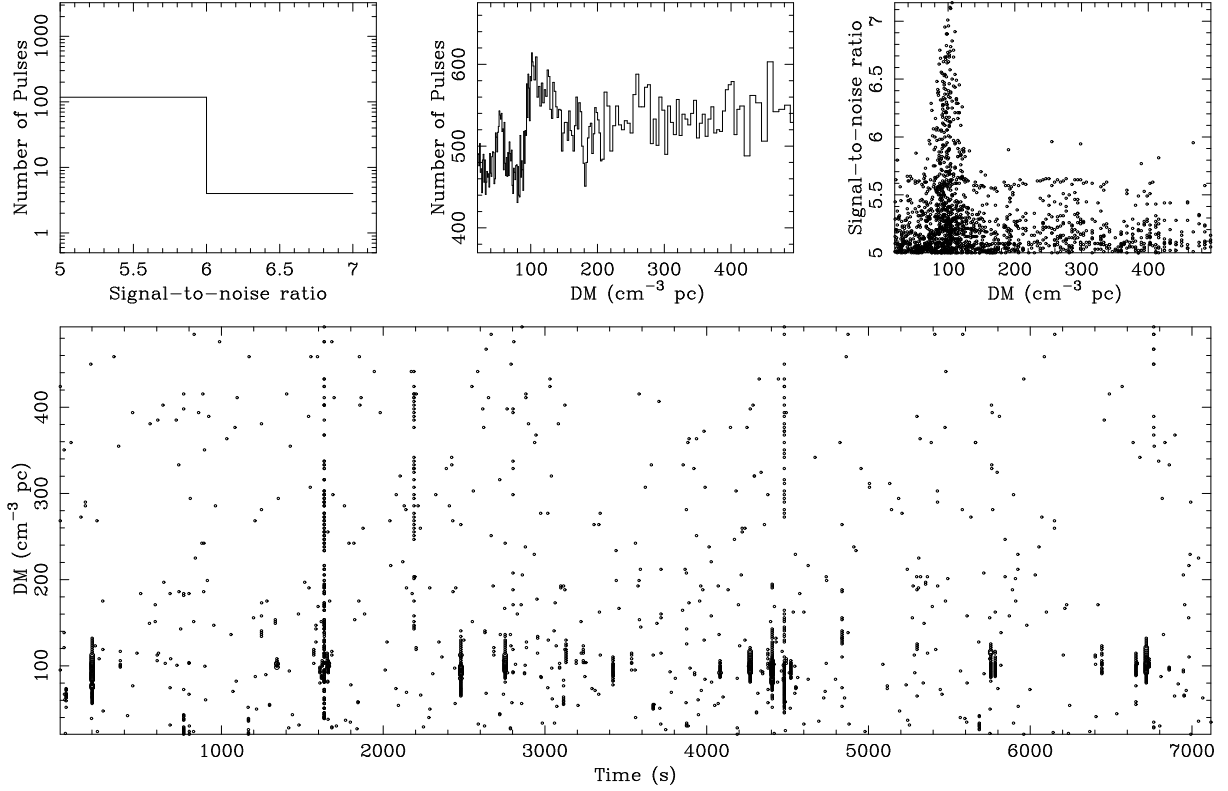 Number of Pulses
1 10 100 1000
5 5.5 6 6.5 7
Signal−to−noise ratio
Number of Pulses
400 500 600
100 200 300 400
DM (cm−3 pc)
Signal−to−noise ratio
5 5.5 6 6.5 7
100 200 300 400
DM (cm−3 pc)
DM (cm−3 pc)
100 200 300 400
1000 2000 3000 4000 5000 6000 7000
Time (s)